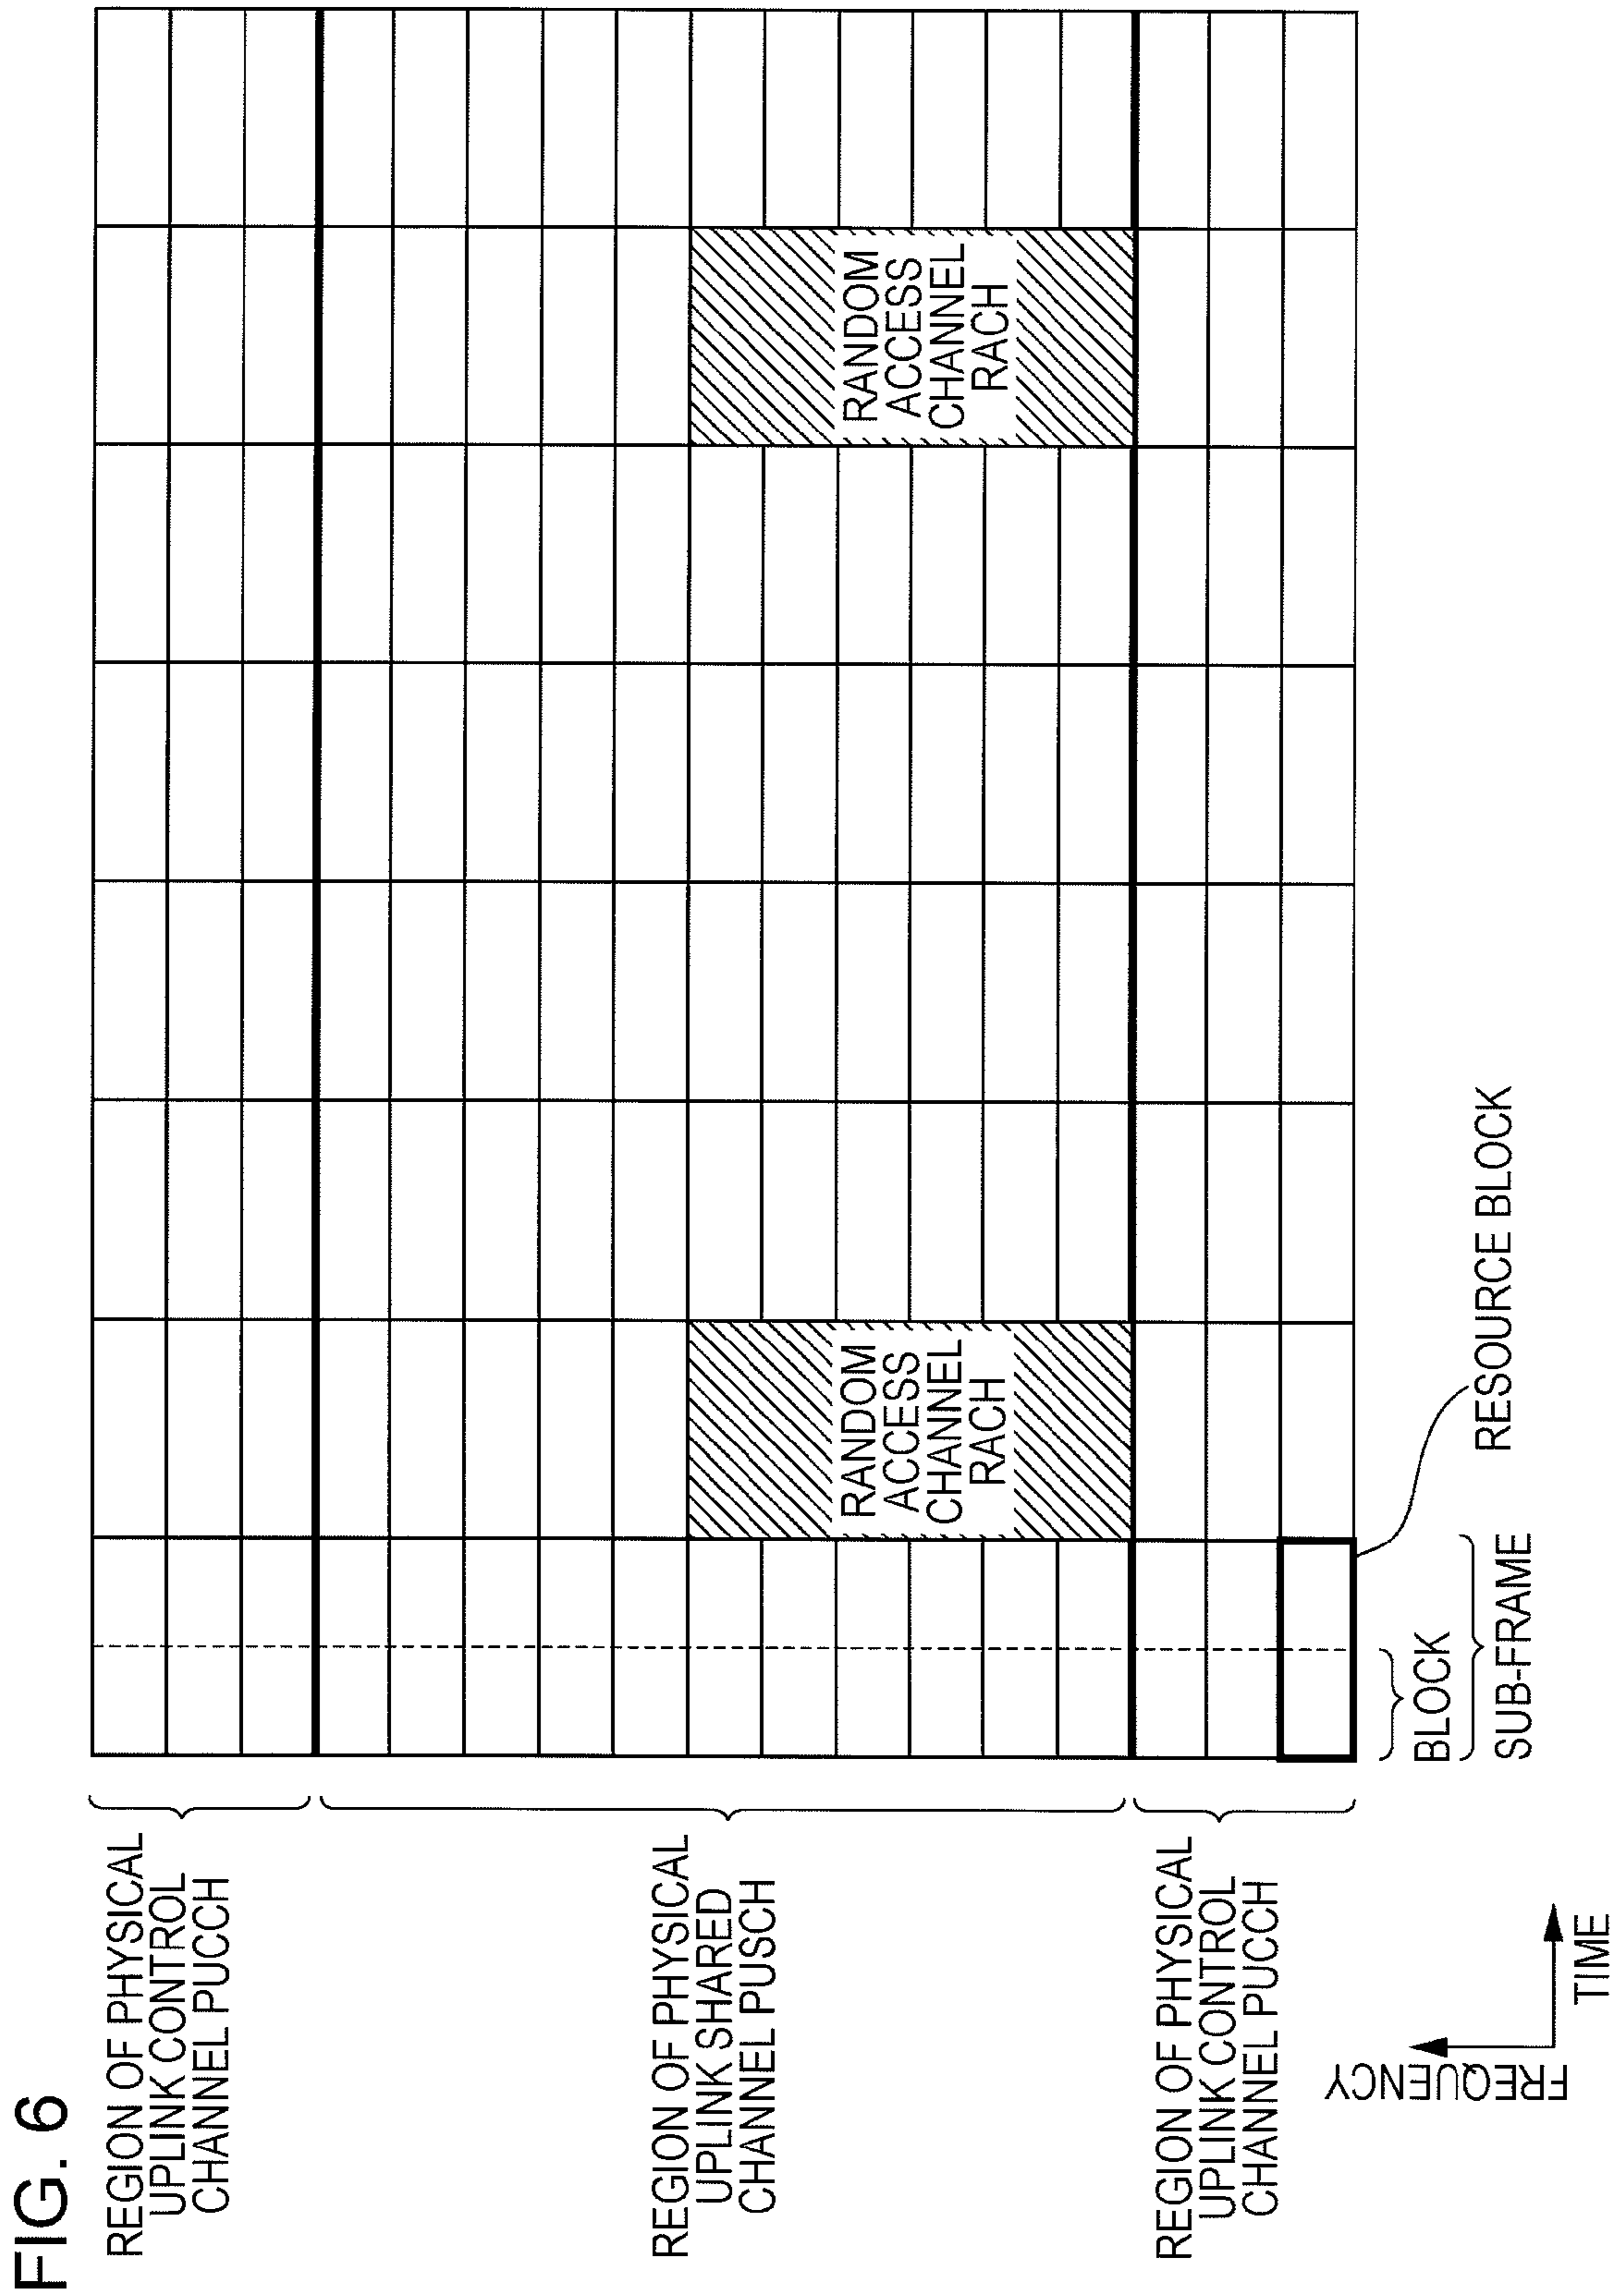 FIG. 6
REGION OF PHYSICAL
UPLINK CONTROL
CHANNEL PUCCH
REGION OF PHYSICAL
UPLINK SHARED
CHANNEL PUSCH
REGION OF PHYSICAL
UPLINK CONTROL
CHANNEL PUCCH
RANDOM
ACCESS
CHANNEL
RACH
RANDOM
ACCESS
CHANNEL
RACH
BLOCK
SUB-FRAME
RESOURCE BLOCK
FREQUENCY
TIME